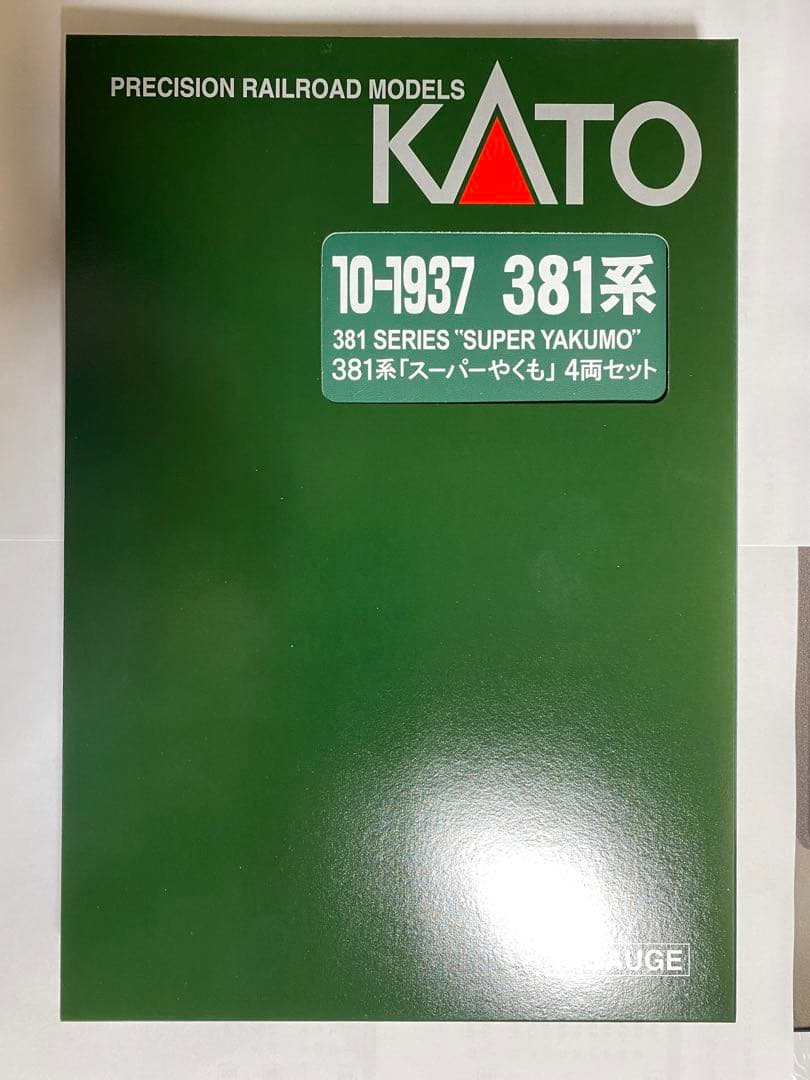 PRECISION RAILROAD MODELS
KATO
10-1937 381系
381 SERIES "SUPER YAKUMO"
381系「スーパーやくも」 4両セット